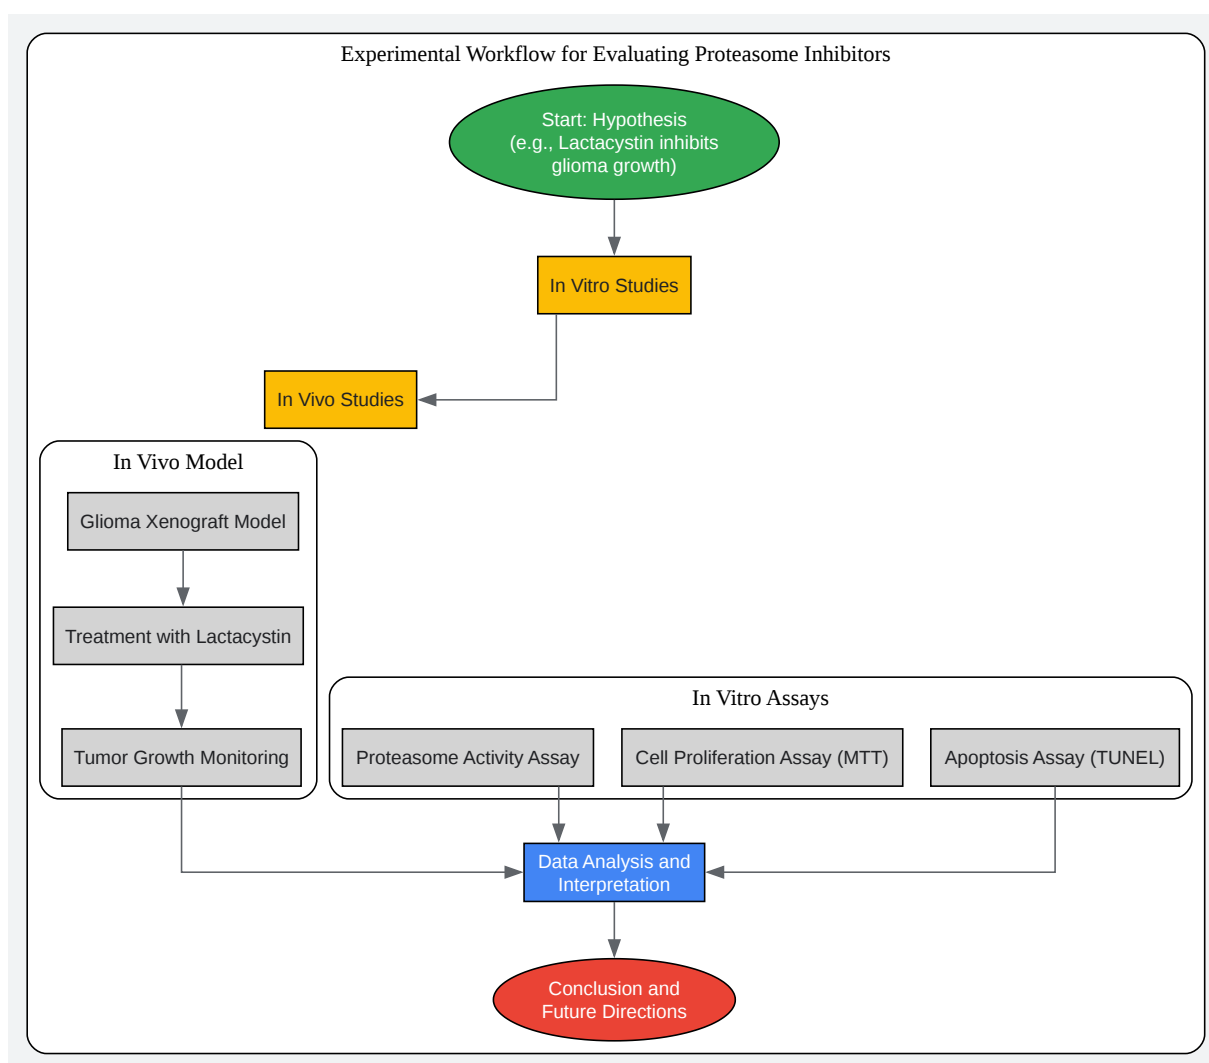 Experimental Workflow for Evaluating Proteasome Inhibitors
Start: Hypothesis
(e.g., Lactacystin inhibits
glioma growth)
In Vitro Studies
In Vivo Studies
In Vivo Model
Glioma Xenograft Model
Treatment with Lactacystin
Tumor Growth Monitoring
In Vitro Assays
Proteasome Activity Assay
Cell Proliferation Assay (MTT)
Apoptosis Assay (TUNEL)
Data Analysis and
Interpretation
Conclusion and
Future Directions